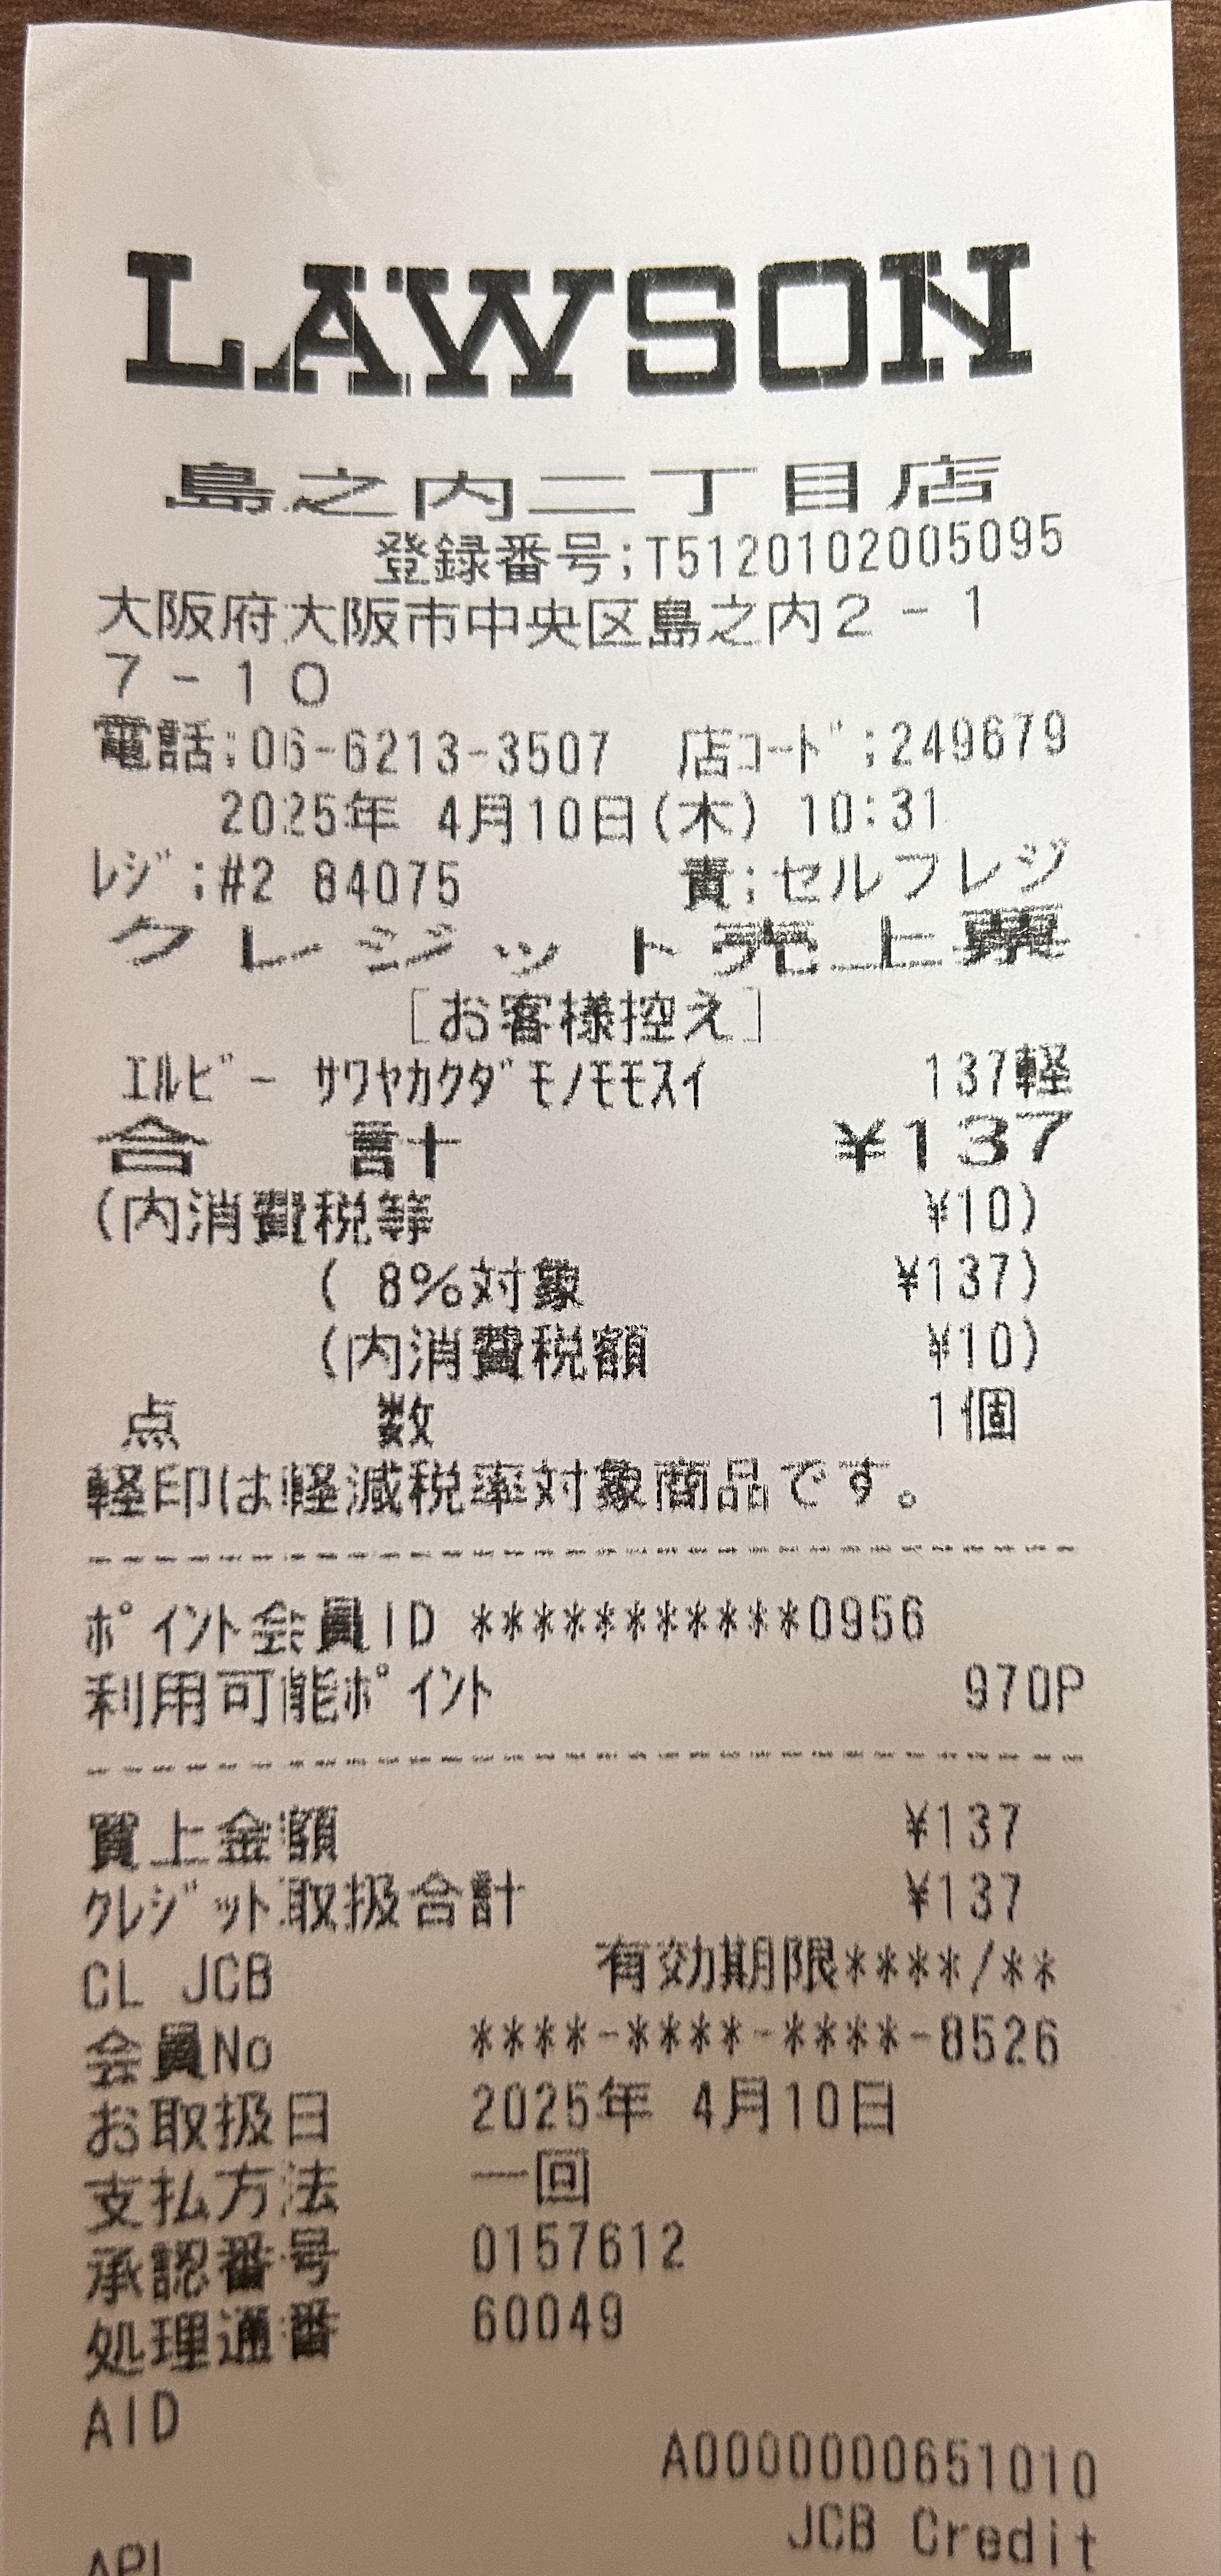 LAWSON
島之内二丁目店
登録番号;T5120102005095
大阪府大阪市中央区島之内2-1
7-10
電話;06-6213-3507 店コード;249679
2025年 4月10日(木) 10:31
レジ;#2 84075 責;セルフレジ
クレジット売上票
[お客様控え]
エルビー サワヤカクダモノモモスイ 137軽
合 計 ¥137
(内消費税等 ¥10)
( 8%対象 ¥137)
(内消費税額 ¥10)
点 数 1個
軽印は軽減税率対象商品です。
ポイント会員ID ***********0956
利用可能ポイント 970P
買上金額 ¥137
クレジット取扱合計 ¥137
CL JCB 有効期限****/**
会員No ****-****-****-8526
お取扱日 2025年 4月10日
支払方法 一回
承認番号 0157612
処理通番 60049
AID
A0000000651010
JCB Credit
APL